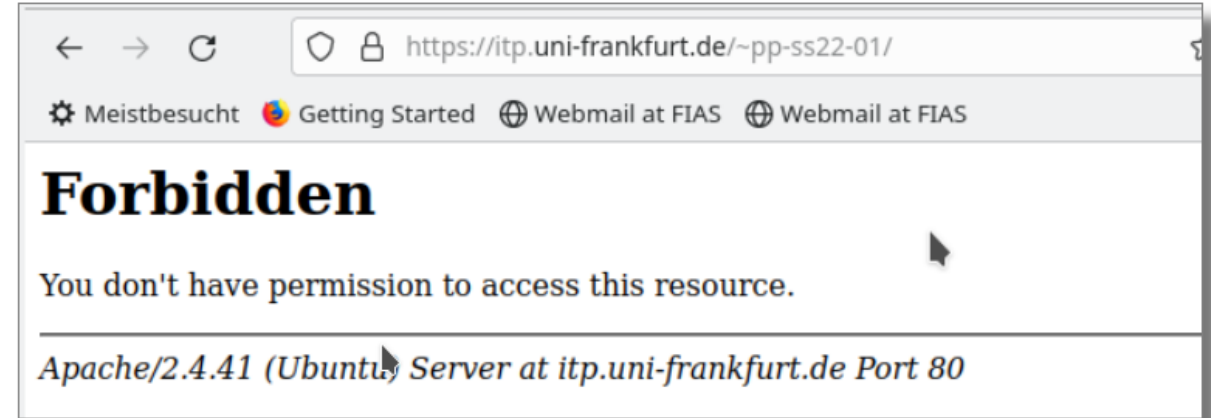 https://itp.uni-frankfurt.de/~pp-ss22-01/
Meistbesucht Getting Started Webmail at FIAS Webmail at FIAS
Forbidden
You don't have permission to access this resource.
Apache/2.4.41 (Ubuntu) Server at itp.uni-frankfurt.de Port 80